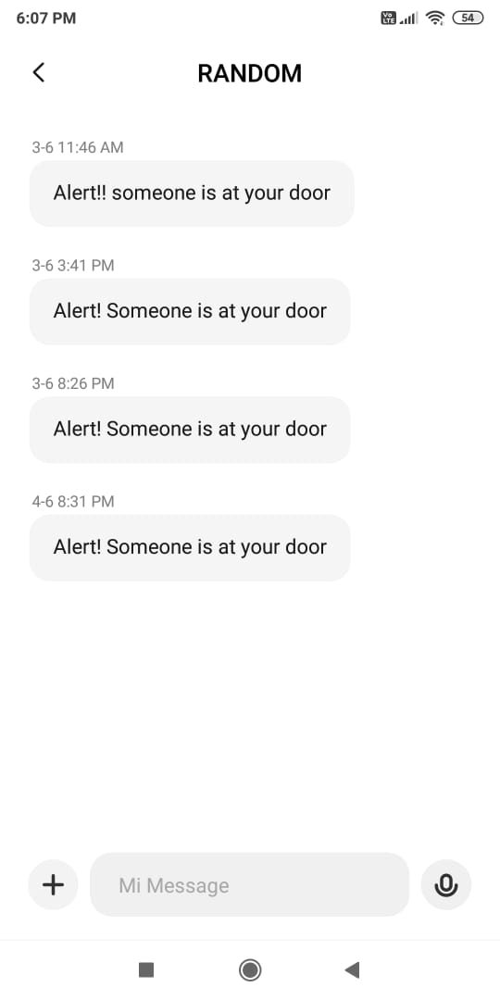 6:07 PM
Vo LTE
54
RANDOM
3-6 11:46 AM
Alert!! someone is at your door
3-6 3:41 PM
Alert! Someone is at your door
3-6 8:26 PM
Alert! Someone is at your door
4-6 8:31 PM
Alert! Someone is at your door
Mi Message